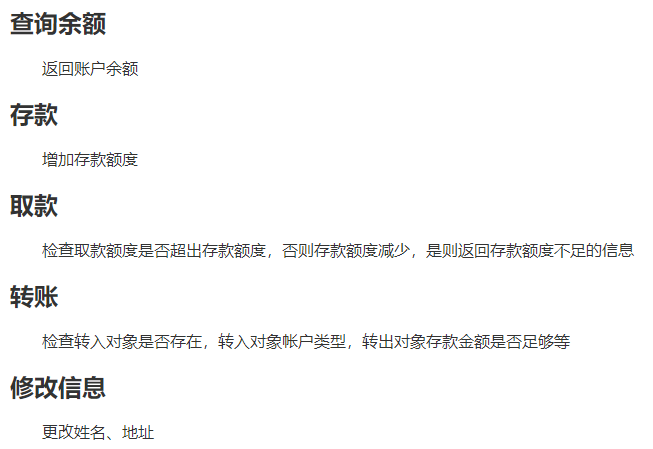 查询余额
返回账户余额
存款
增加存款额度
取款
检查取款额度是否超出存款额度，否则存款额度减少，是则返回存款额度不足的信息
转账
检查转入对象是否存在，转入对象帐户类型，转出对象存款金额是否足够等
修改信息
更改姓名、地址